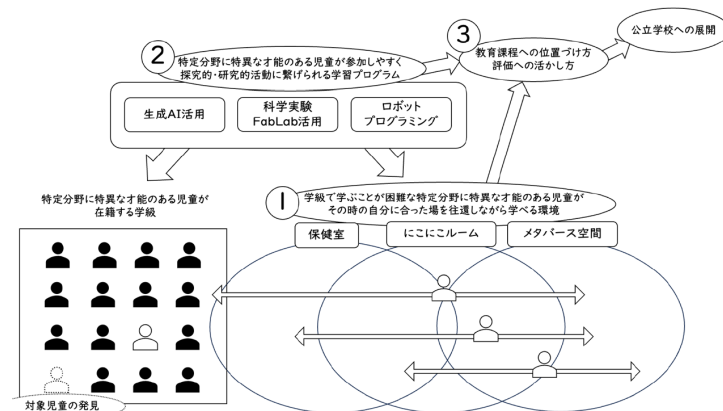 公立学校への展開
3
教育課程への位置づけ方
評価への活かし方
2
特定分野に特異な才能のある児童が参加しやすく
探究的・研究的活動に繋げられる学習プログラム
生成AI活用
科学実験
FabLab活用
ロボット
プログラミング
特定分野に特異な才能のある児童が
在籍する学級
1
学級で学ぶことが困難な特定分野に特異な才能のある児童が
その時の自分に合った場を往還しながら学べる環境
保健室
にこにこルーム
メタバース空間
対象児童の発見